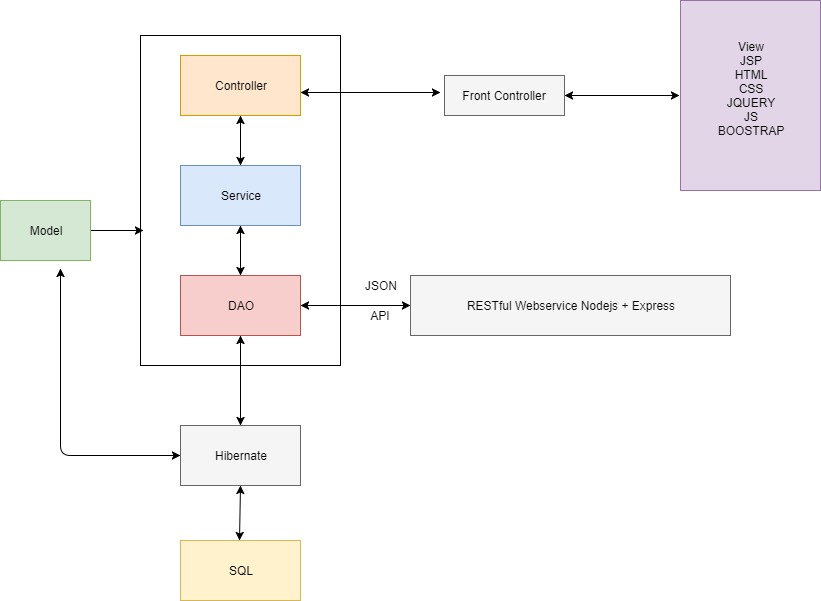 View
JSP
HTML
CSS
JQUERY
JS
BOOSTRAP
Controller
Front Controller
Service
Model
DAO
JSON
API
RESTful Webservice Nodejs + Express
Hibernate
SQL